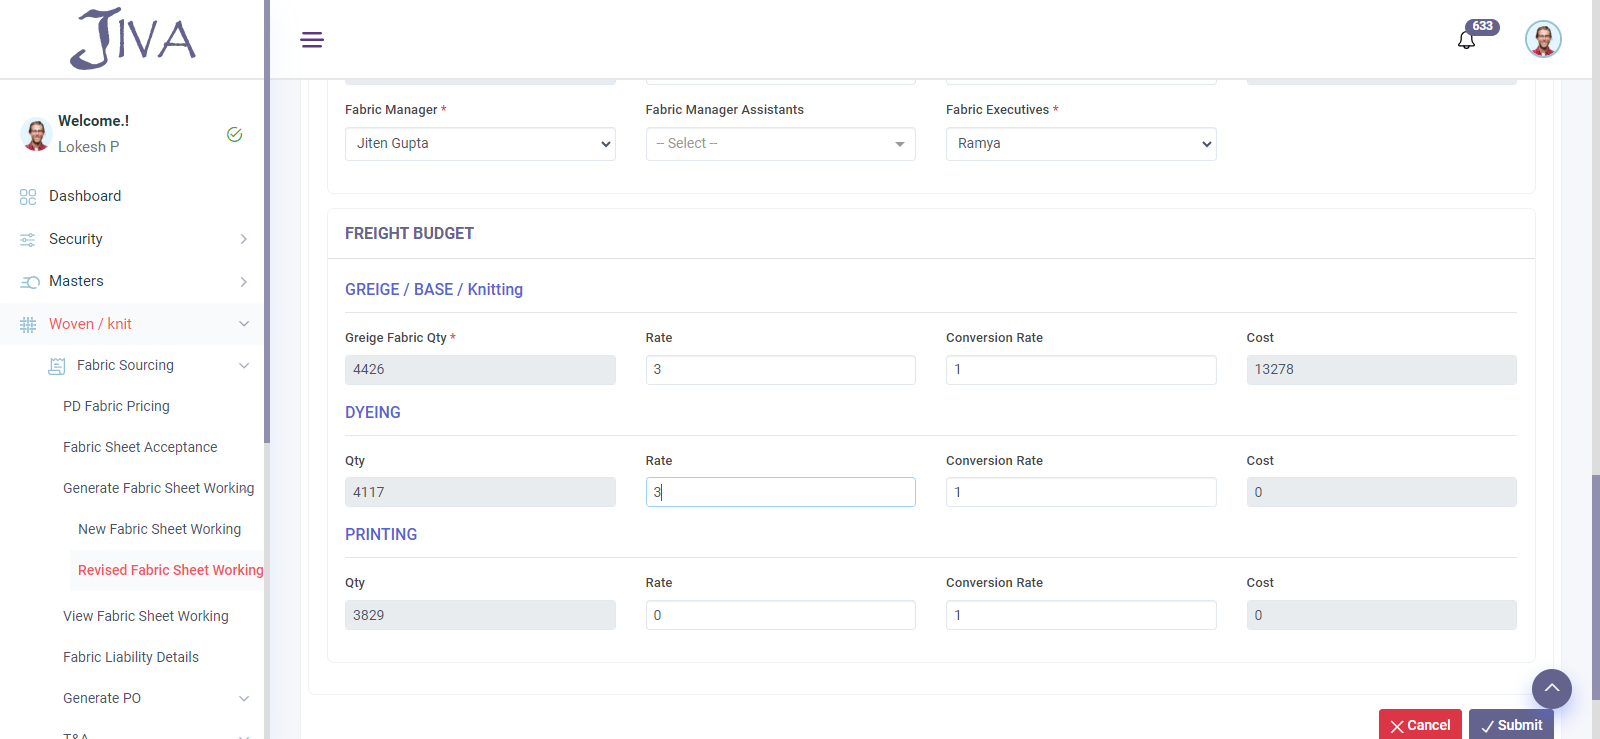 JIVA
633
Welcome.!
Lokesh P
Dashboard
Security
Masters
Woven / knit
Fabric Sourcing
PD Fabric Pricing
Fabric Sheet Acceptance
Generate Fabric Sheet Working
New Fabric Sheet Working
Revised Fabric Sheet Working
View Fabric Sheet Working
Fabric Liability Details
Generate PO
T&A
Fabric Manager * Fabric Manager Assistants Fabric Executives *
Jiten Gupta -- Select -- Ramya
FREIGHT BUDGET
GREIGE / BASE / Knitting
Greige Fabric Qty * Rate Conversion Rate Cost
4426 3 1 13278
DYEING
Qty Rate Conversion Rate Cost
4117 3 1 0
PRINTING
Qty Rate Conversion Rate Cost
3829 0 1 0
Cancel Submit